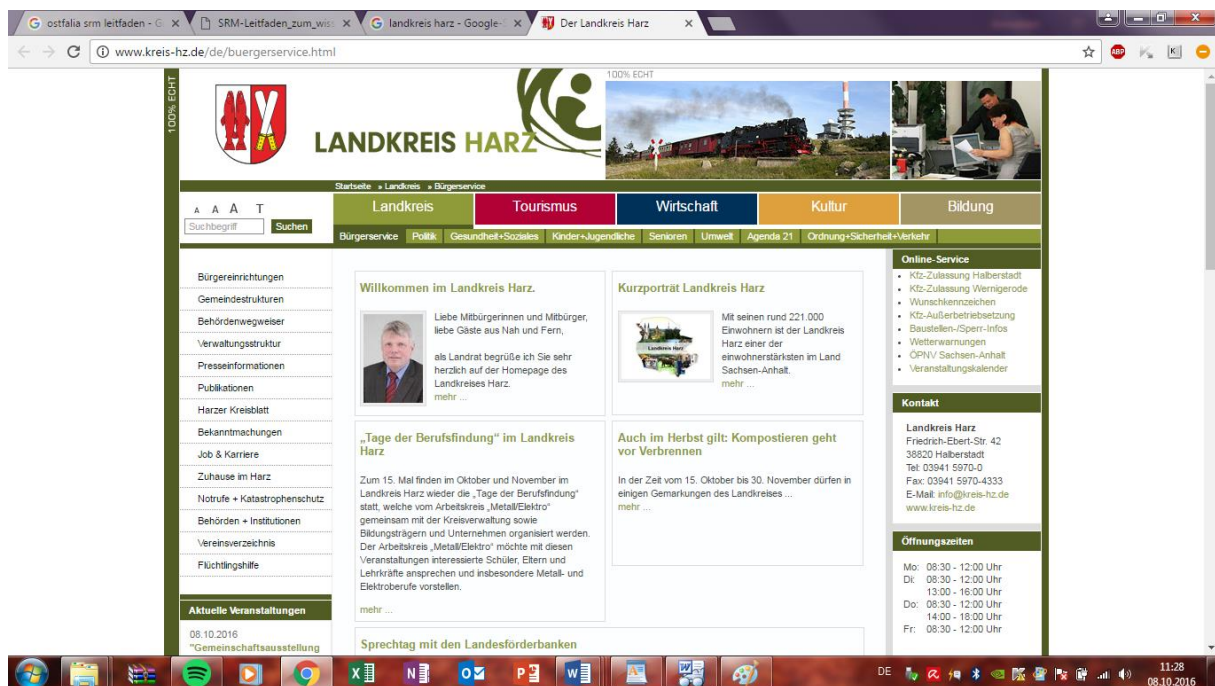 ostfalia srm leitfaden - G
SRM-Leitfaden_zum_wiss
landkreis harz - Google-S
Der Landkreis Harz
www.kreis-hz.de/de/buergerservice.html
ABP
K
100% ECHT
LANDKREIS HARZ
100% ECHT
Startseite » Landkreis » Bürgerservice
A A A T
Suchbegriff Suchen
Landkreis Tourismus Wirtschaft Kultur Bildung
Bürgerservice Politik Gesundheit+Soziales Kinder+Jugendliche Senioren Umwelt Agenda 21 Ordnung+Sicherheit+Verkehr
Bürgereinrichtungen
Gemeindestrukturen
Behördenwegweiser
Verwaltungsstruktur
Presseinformationen
Publikationen
Harzer Kreisblatt
Bekanntmachungen
Job & Karriere
Zuhause im Harz
Notrufe + Katastrophenschutz
Behörden + Institutionen
Vereinsverzeichnis
Flüchtlingshilfe
Aktuelle Veranstaltungen
08.10.2016
"Gemeinschaftsausstellung
Willkommen im Landkreis Harz.
Liebe Mitbürgerinnen und Mitbürger,
liebe Gäste aus Nah und Fern,
als Landrat begrüße ich Sie sehr
herzlich auf der Homepage des
Landkreises Harz.
mehr ...
Kurzporträt Landkreis Harz
Landkreis Harz
Mit seinen rund 221.000
Einwohnern ist der Landkreis
Harz einer der
einwohnerstärksten im Land
Sachsen-Anhalt.
mehr ...
„Tage der Berufsfindung“ im Landkreis
Harz
Zum 15. Mal finden im Oktober und November im
Landkreis Harz wieder die „Tage der Berufsfindung“
statt, welche vom Arbeitskreis „Metall/Elektro“
gemeinsam mit der Kreisverwaltung sowie
Bildungsträgern und Unternehmen organisiert werden.
Der Arbeitskreis „Metall/Elektro“ möchte mit diesen
Veranstaltungen interessierte Schüler, Eltern und
Lehrkräfte ansprechen und insbesondere Metall- und
Elektroberufe vorstellen.
mehr ...
Auch im Herbst gilt: Kompostieren geht
vor Verbrennen
In der Zeit vom 15. Oktober bis 30. November dürfen in
einigen Gemarkungen des Landkreises ...
mehr ...
Sprechtag mit den Landesförderbanken
Online-Service
Kfz-Zulassung Halberstadt
Kfz-Zulassung Wernigerode
Wunschkennzeichen
Kfz-Außerbetriebsetzung
Baustellen-/Sperr-Infos
Wetterwarnungen
ÖPNV Sachsen-Anhalt
Veranstaltungskalender
Kontakt
Landkreis Harz
Friedrich-Ebert-Str. 42
38820 Halberstadt
Tel: 03941 5970-0
Fax: 03941 5970-4333
E-Mail: info@kreis-hz.de
www.kreis-hz.de
Öffnungszeiten
Mo: 08:30 - 12:00 Uhr
Di: 08:30 - 12:00 Uhr
13:00 - 16:00 Uhr
Do: 08:30 - 12:00 Uhr
14:00 - 18:00 Uhr
Fr: 08:30 - 12:00 Uhr
DE
11:28
08.10.2016